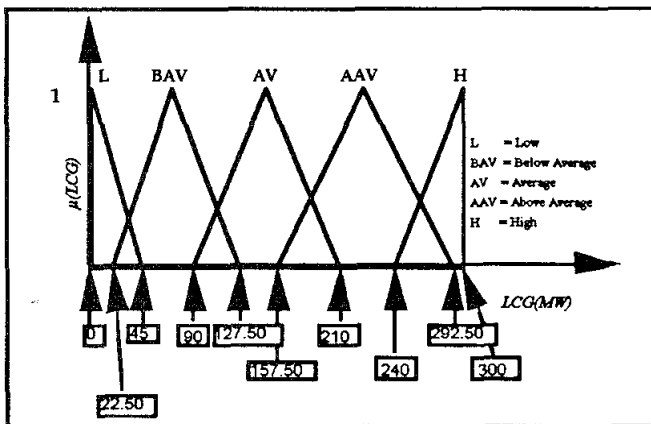 L BAV AV AAV H
1
L = Low
BAV = Below Average
AV = Average
AAV = Above Average
H = High
μ(LCG)
LCG(MW)
0 45 90 127.50 210 292.50
157.50 240 300
22.50